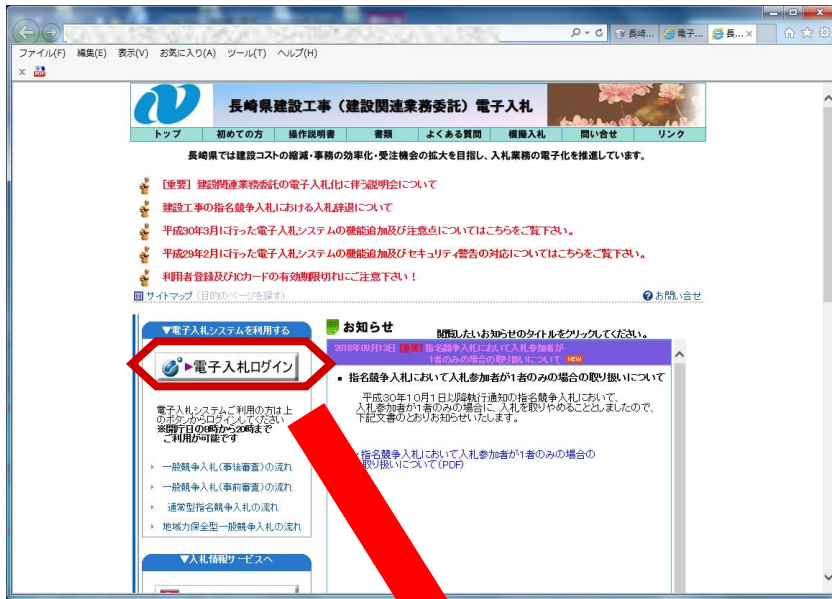 長崎... 電子... 長... ×
ファイル(F) 編集(E) 表示(V) お気に入り(A) ツール(T) ヘルプ(H)
長崎県建設工事（建設関連業務委託）電子入札
トップ 初めての方 操作説明書 書類 よくある質問 模擬入札 問い合せ リンク
長崎県では建設コストの縮減・事務の効率化・受注機会の拡大を目指し、入札業務の電子化を推進しています。
【重要】建設関連業務委託の電子入札化に伴う説明会について
建設工事の指名競争入札における入札辞退について
平成30年3月に行った電子入札システムの機能追加及び注意点についてはこちらをご覧下さい。
平成29年2月に行った電子入札システムの機能追加及びセキュリティ警告の対応についてはこちらをご覧下さい。
利用者登録及びICカードの有効期限切れにご注意下さい！
サイトマップ（目的のページを探す） お問い合せ
▼電子入札システムを利用する
電子入札ログイン
電子入札システムご利用の方は上
のボタンからログインしてください
※開庁日の8時から20時まで
ご利用が可能です
一般競争入札（事後審査）の流れ
一般競争入札（事前審査）の流れ
通常型指名競争入札の流れ
地域力保全型一般競争入札の流れ
▼入札情報サービスへ
お知らせ 閲覧したいお知らせのタイトルをクリックしてください。
2018年09月13日【重要】指名競争入札において入札参加者が
1者のみの場合の取り扱いについて NEW
指名競争入札において入札参加者が1者のみの場合の取り扱いについて
平成30年10月1日以降執行通知の指名競争入札において、
入札参加者が1者のみの場合に、入札を取りやめることとしましたので、
下記文書のとおりお知らせいたします。
・指名競争入札において入札参加者が1者のみの場合の
取り扱いについて(PDF)